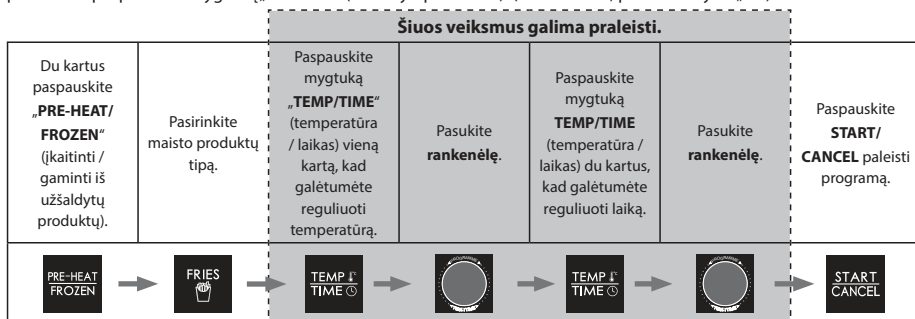 Šiuos veiksmus galima praleisti.
Du kartus
paspauskite
„PRE-HEAT/
FROZEN“
(įkaitinti /
gaminti iš
užšaldytų
produktų).
Pasirinkite
maisto produktų
tipą.
Paspauskite
mygtuką
„TEMP/TIME“
(temperatūra
/ laikas) vieną
kartą, kad
galėtumėte
reguliuoti
temperatūrą.
Pasukite
rankenėlę.
Paspauskite
mygtuką
TEMP/TIME
(temperatūra /
laikas) du kartus,
kad galėtumėte
reguliuoti laiką.
Pasukite
rankenėlę.
Paspauskite
START/
CANCEL paleisti
programą.
PRE-HEAT
FROZEN
FRIES
TEMP
TIME
TEMP
TIME
START
CANCEL